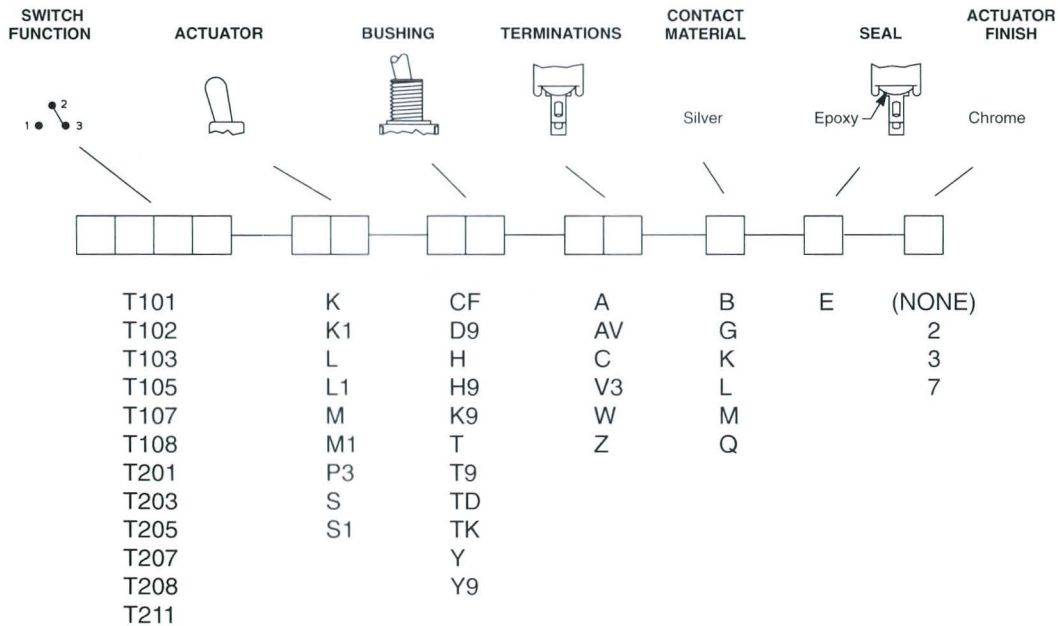 SWITCH FUNCTION ACTUATOR BUSHING TERMINATIONS CONTACT MATERIAL SEAL ACTUATOR FINISH
2
1 3
Silver Epoxy Chrome
T101 K CF A B E (NONE)
T102 K1 D9 AV G 2
T103 L H C K 3
T105 L1 H9 V3 L 7
T107 M K9 W M
T108 M1 T Z Q
T201 P3 T9
T203 S TD
T205 S1 TK
T207 Y
T208 Y9
T211